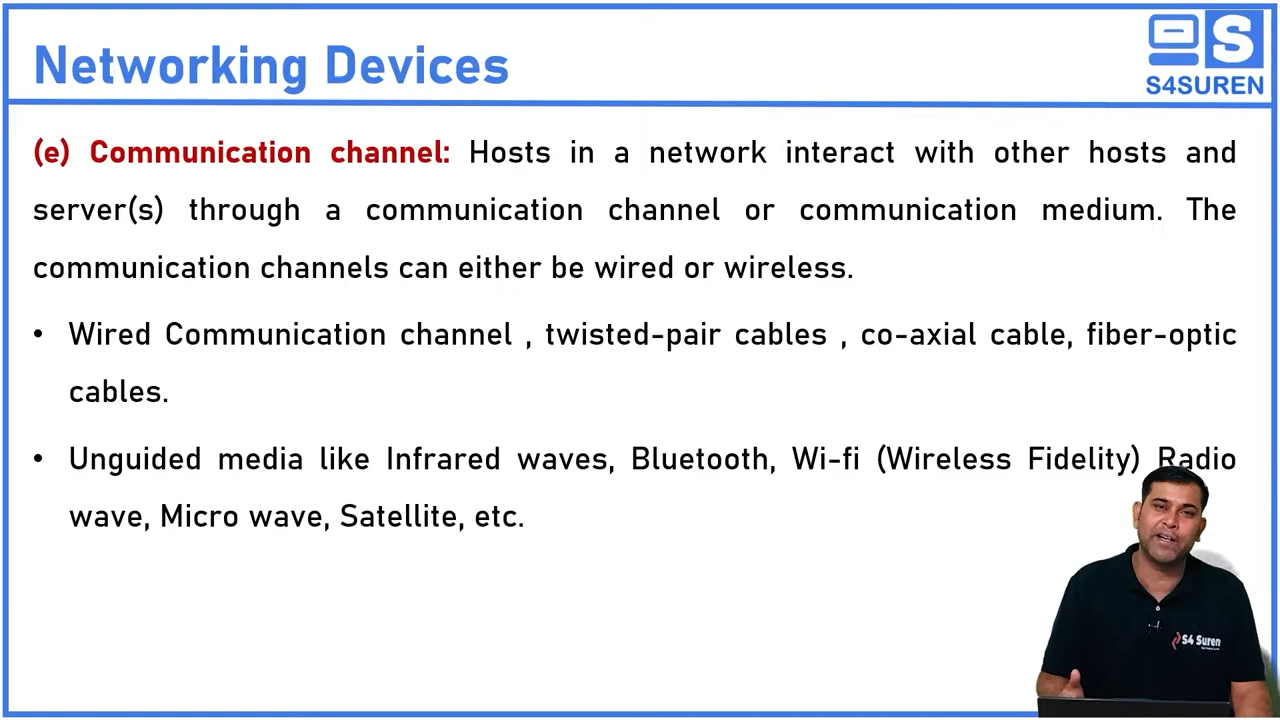 Networking Devices
S
S4SUREN
(e) Communication channel: Hosts in a network interact with other hosts and
server(s) through a communication channel or communication medium. The
communication channels can either be wired or wireless.
• Wired Communication channel , twisted-pair cables , co-axial cable, fiber-optic
cables.
• Unguided media like Infrared waves, Bluetooth, Wi-fi (Wireless Fidelity) Radio
wave, Micro wave, Satellite, etc.
S4 Suren